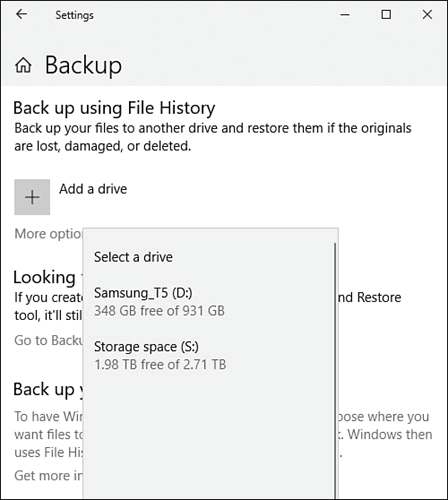 Settings
Backup
Back up using File History
Back up your files to another drive and restore them if the originals
are lost, damaged, or deleted.
Add a drive
More optio
Select a drive
Looking
Samsung_T5 (D:)
If you create nd Restore
348 GB free of 931 GB
tool, it'll stil
Go to Backu
Storage space (S:)
1.98 TB free of 2.71 TB
Back up y
To have Win pose where you
want files to . Windows then
uses File His .
Get more in